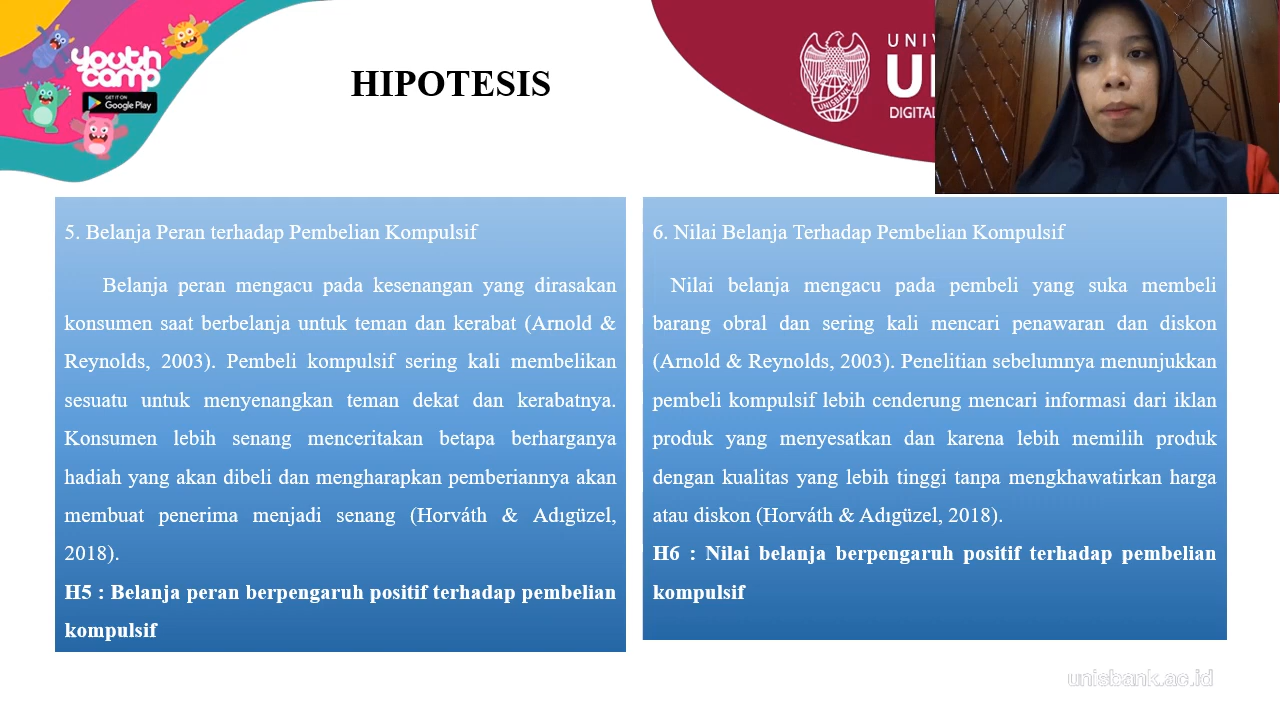 youth
camp
GET IT ON
Google Play
HIPOTESIS
UNISBANK
DIGITAL
5. Belanja Peran terhadap Pembelian Kompulsif
Belanja peran mengacu pada kesenangan yang dirasakan
konsumen saat berbelanja untuk teman dan kerabat (Arnold &
Reynolds, 2003). Pembeli kompulsif sering kali membelikan
sesuatu untuk menyenangkan teman dekat dan kerabatnya.
Konsumen lebih senang menceritakan betapa berharganya
hadiah yang akan dibeli dan mengharapkan pemberiannya akan
membuat penerima menjadi senang (Horváth & Adıgüzel,
2018).
H5 : Belanja peran berpengaruh positif terhadap pembelian
kompulsif
6. Nilai Belanja Terhadap Pembelian Kompulsif
Nilai belanja mengacu pada pembeli yang suka membeli
barang obral dan sering kali mencari penawaran dan diskon
(Arnold & Reynolds, 2003). Penelitian sebelumnya menunjukkan
pembeli kompulsif lebih cenderung mencari informasi dari iklan
produk yang menyesatkan dan karena lebih memilih produk
dengan kualitas yang lebih tinggi tanpa mengkhawatirkan harga
atau diskon (Horváth & Adıgüzel, 2018).
H6 : Nilai belanja berpengaruh positif terhadap pembelian
kompulsif
unisbank.ac.id